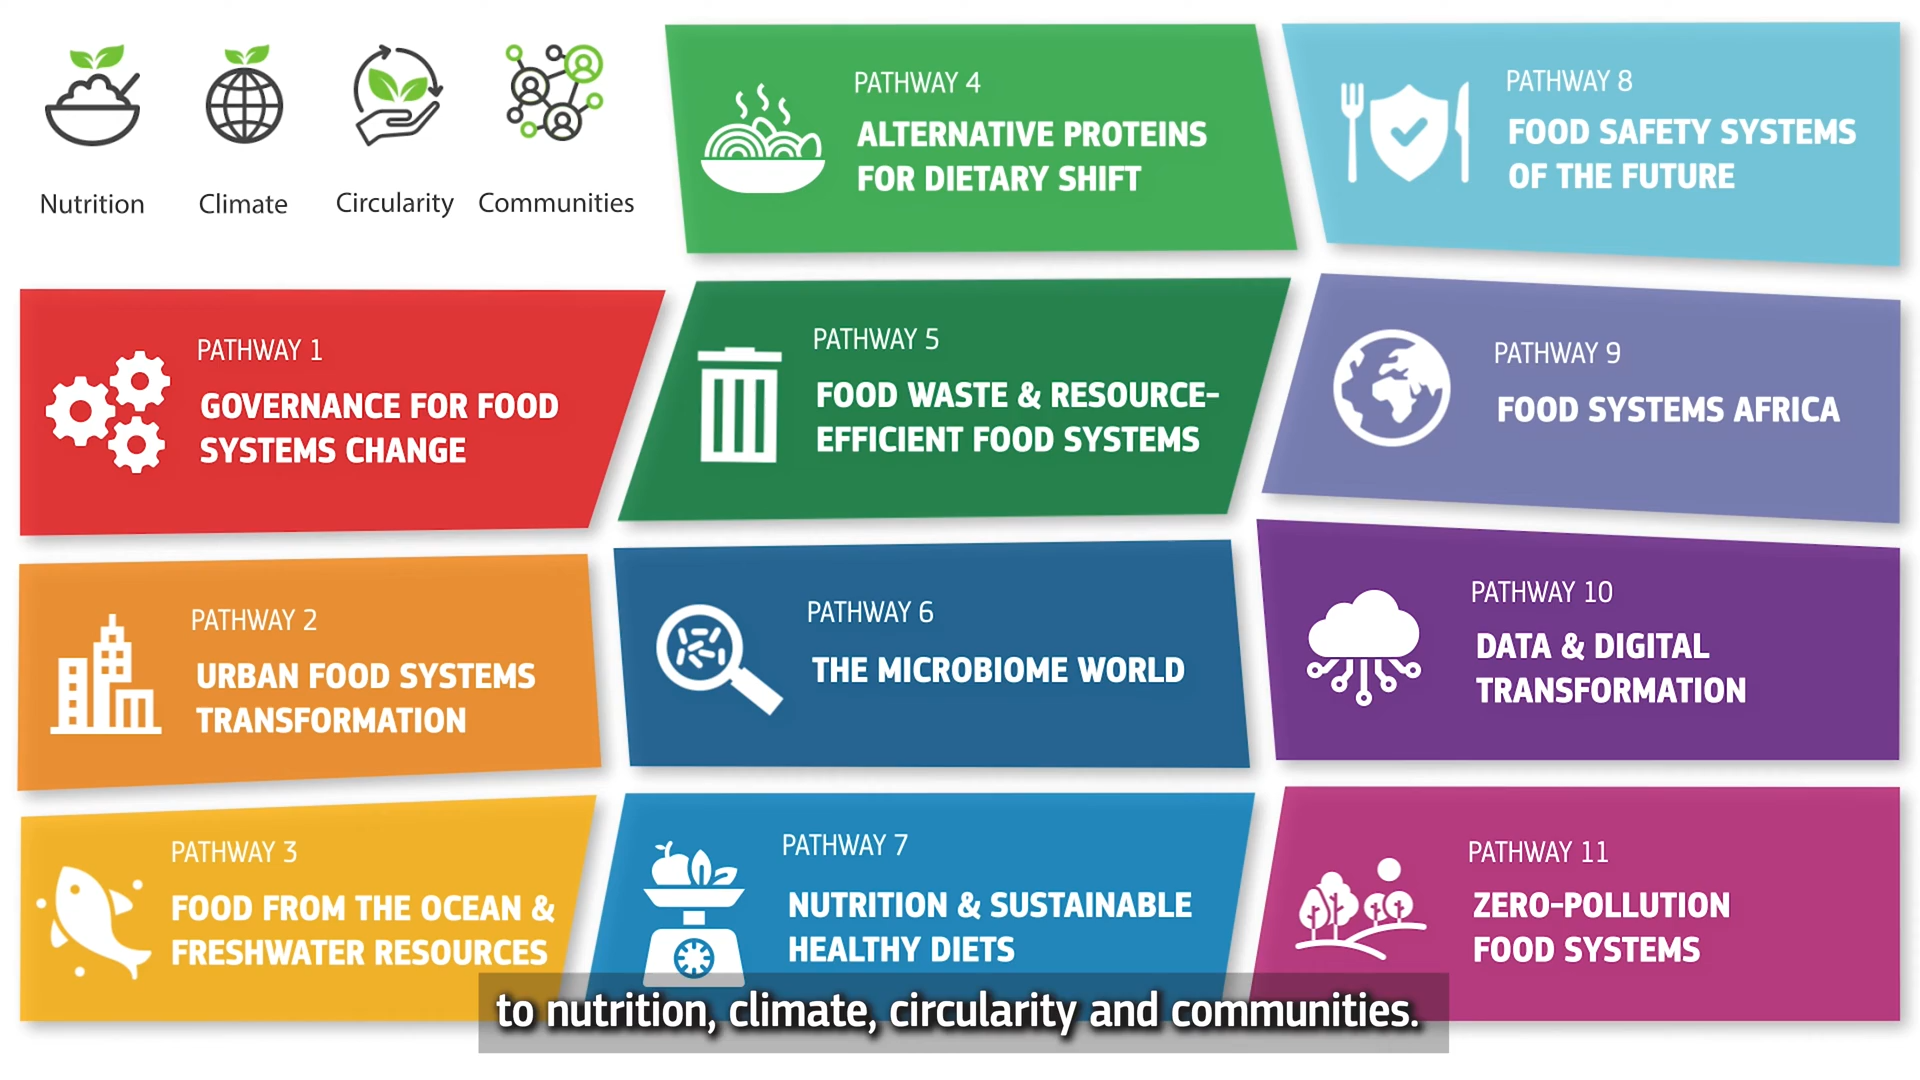 Nutrition
Climate
Circularity
Communities
PATHWAY 1
GOVERNANCE FOR FOOD
SYSTEMS CHANGE
PATHWAY 2
URBAN FOOD SYSTEMS
TRANSFORMATION
PATHWAY 3
FOOD FROM THE OCEAN &
FRESHWATER RESOURCES
PATHWAY 4
ALTERNATIVE PROTEINS
FOR DIETARY SHIFT
PATHWAY 5
FOOD WASTE & RESOURCE-
EFFICIENT FOOD SYSTEMS
PATHWAY 6
THE MICROBIOME WORLD
PATHWAY 7
NUTRITION & SUSTAINABLE
HEALTHY DIETS
PATHWAY 8
FOOD SAFETY SYSTEMS
OF THE FUTURE
PATHWAY 9
FOOD SYSTEMS AFRICA
PATHWAY 10
DATA & DIGITAL
TRANSFORMATION
PATHWAY 11
ZERO-POLLUTION
FOOD SYSTEMS
to nutrition, climate, circularity and communities.